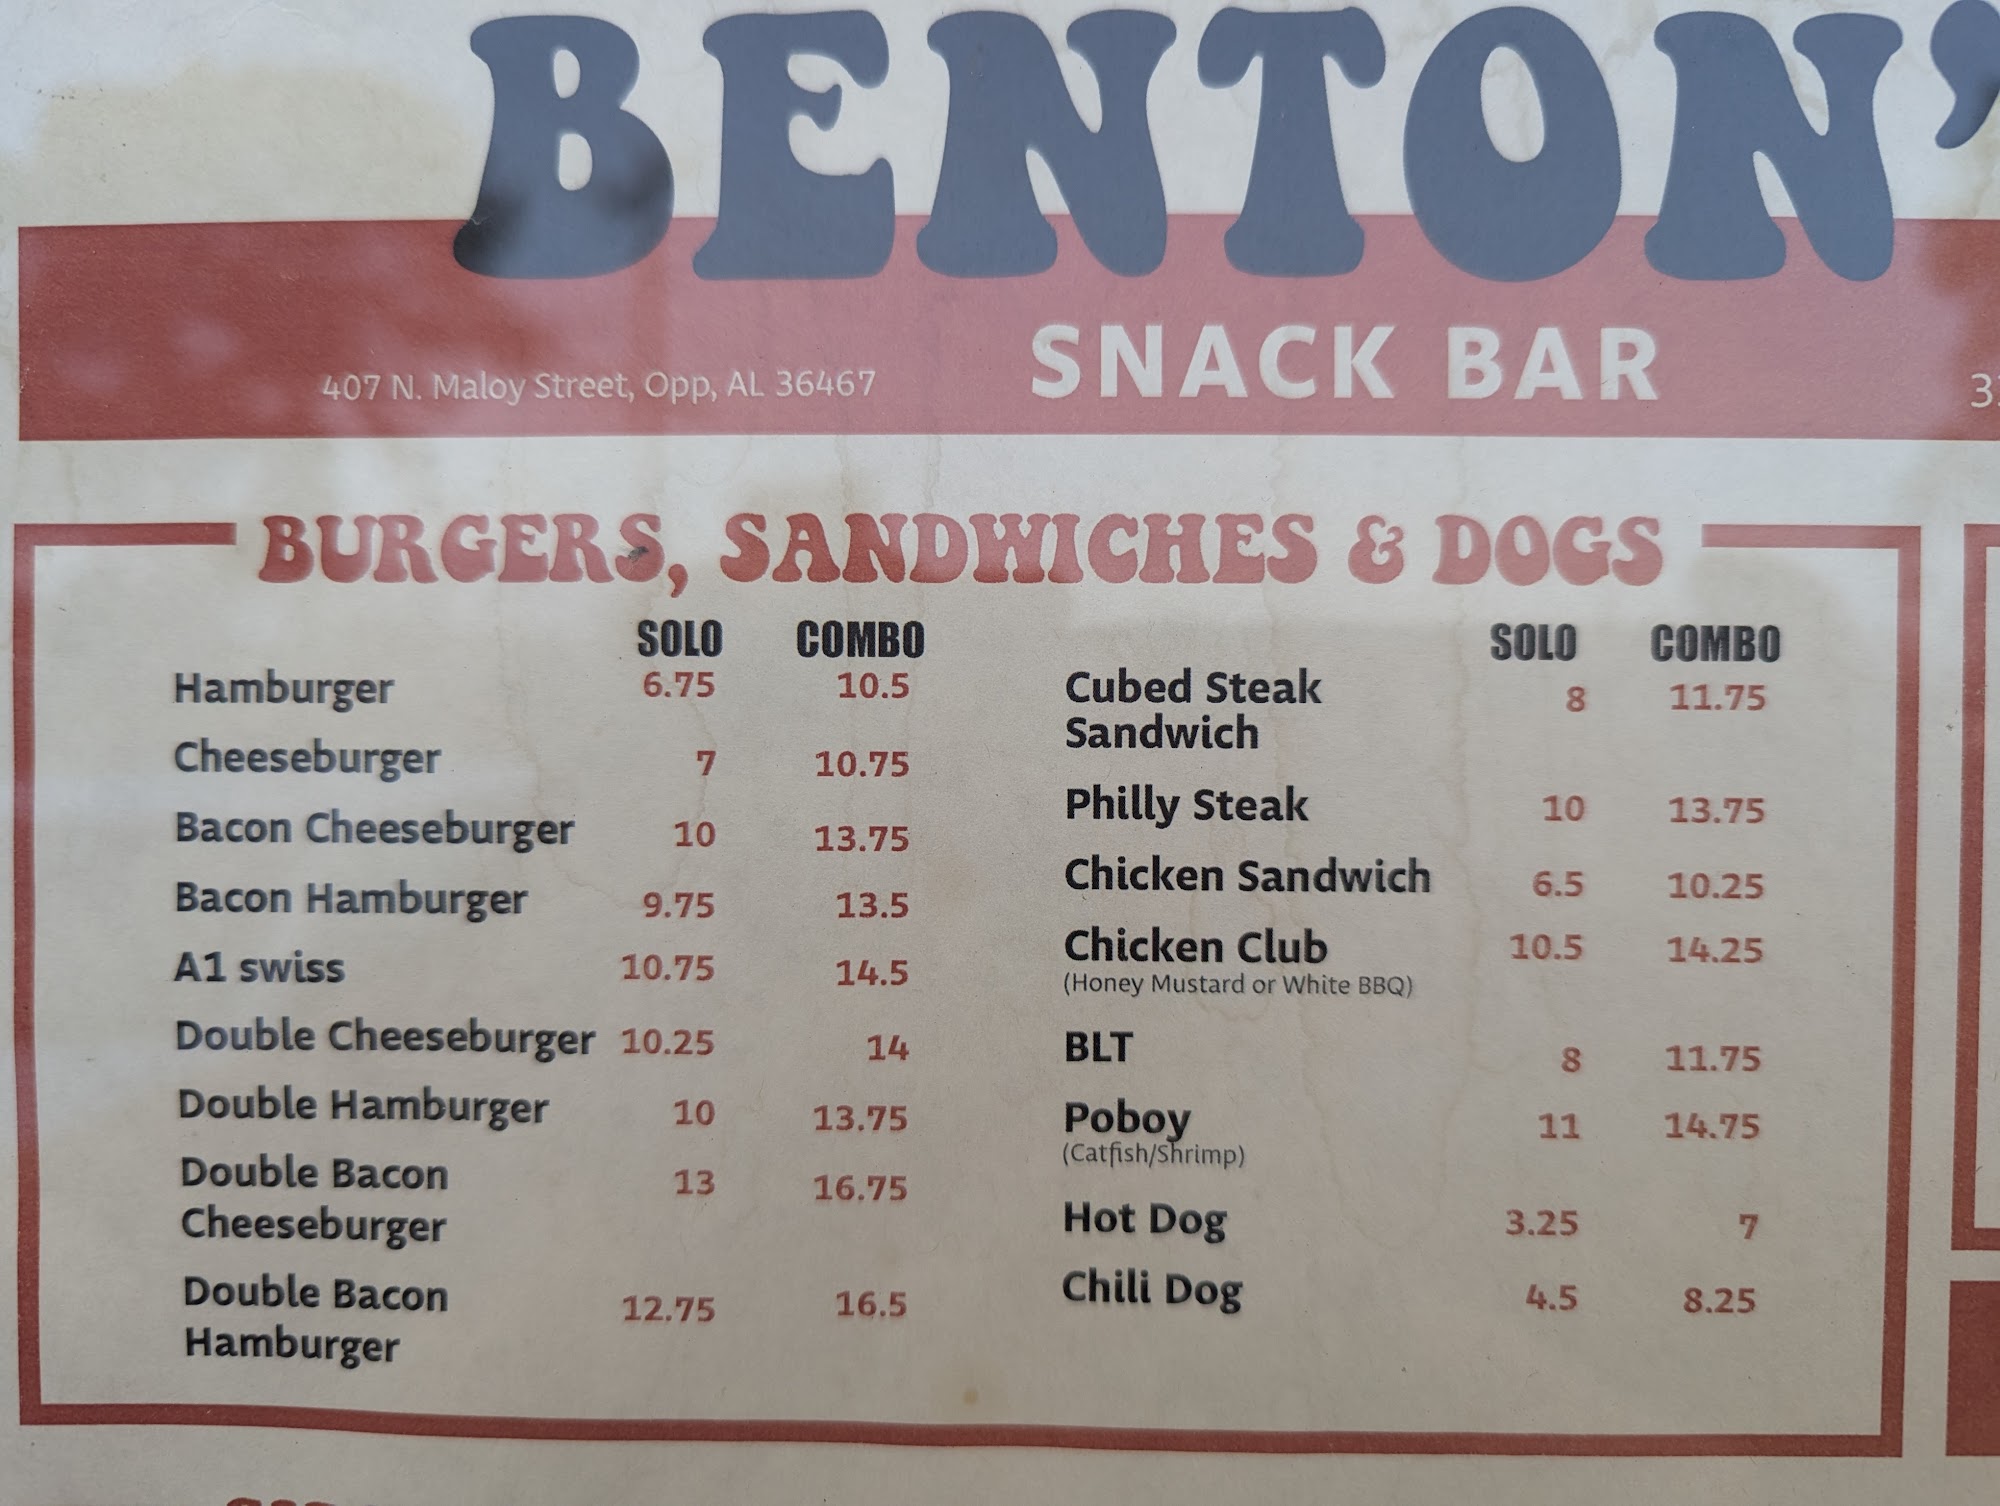 BENTON'
SNACK BAR
407 N. Maloy Street, Opp, AL 36467
BURGERS, SANDWICHES & DOGS
SOLO COMBO
Hamburger 6.75 10.5
Cheeseburger 7 10.75
Bacon Cheeseburger 10 13.75
Bacon Hamburger 9.75 13.5
A1 swiss 10.75 14.5
Double Cheeseburger 10.25 14
Double Hamburger 10 13.75
Double Bacon 13 16.75
Cheeseburger
Double Bacon 12.75 16.5
Hamburger
SOLO COMBO
Cubed Steak 8 11.75
Sandwich
Philly Steak 10 13.75
Chicken Sandwich 6.5 10.25
Chicken Club 10.5 14.25
(Honey Mustard or White BBQ)
BLT 8 11.75
Poboy 11 14.75
(Catfish/Shrimp)
Hot Dog 3.25 7
Chili Dog 4.5 8.25